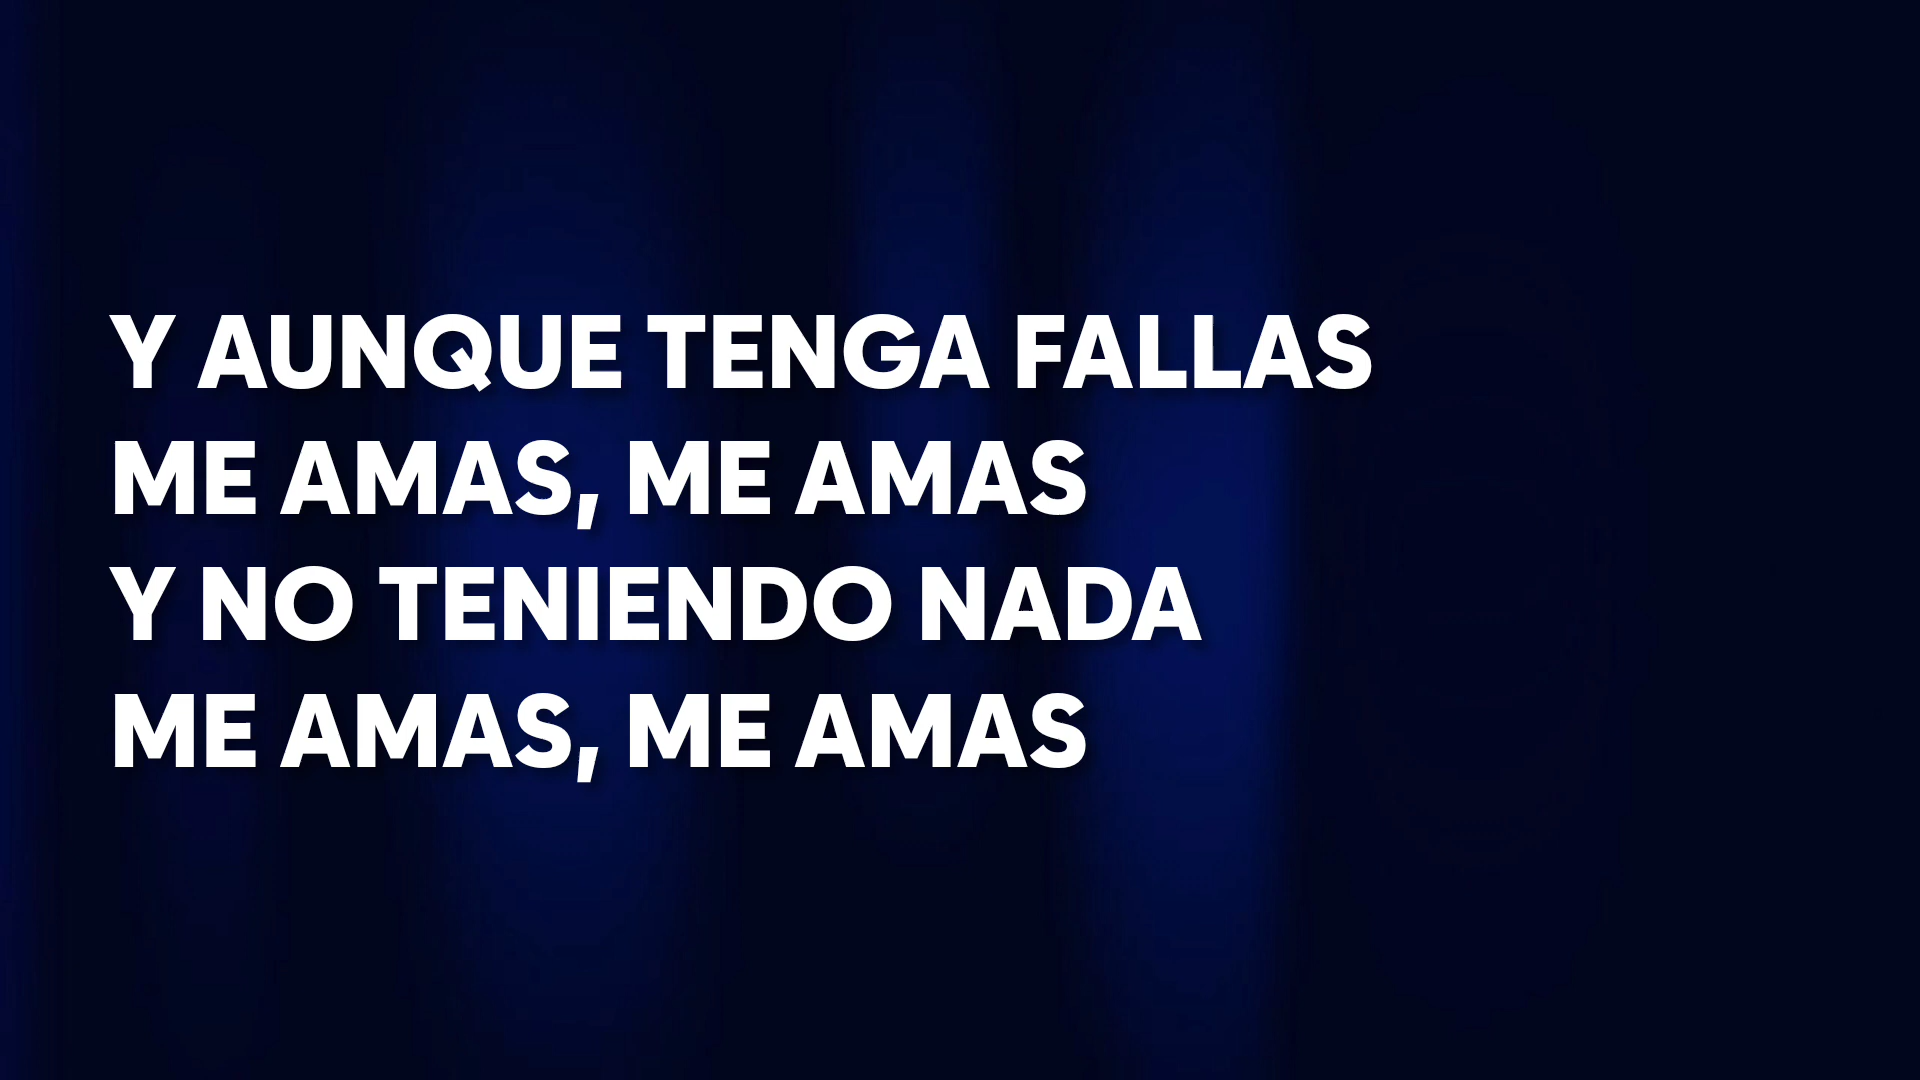 Y AUNQUE TENGA FALLAS
ME AMAS, ME AMAS
Y NO TENIENDO NADA
ME AMAS, ME AMAS